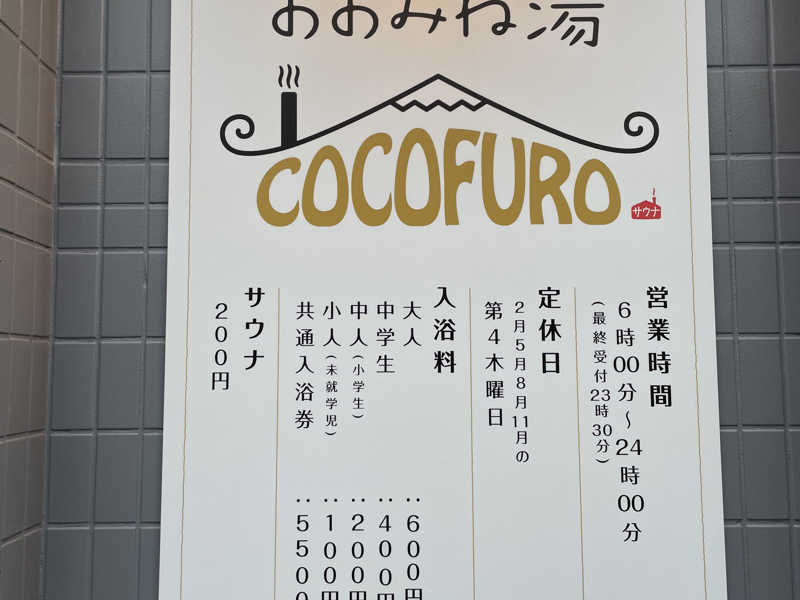 おおみね湯
COCOFURO
サウナ
営業時間
6時00分～24時00分
(最終受付23時30分)
定休日
2月5月8月11月の
第4木曜日
入浴料
大人‥600円
中学生‥400円
中人(小学生)‥200円
小人(未就学児)‥100円
共通入浴券‥550
サウナ
200円